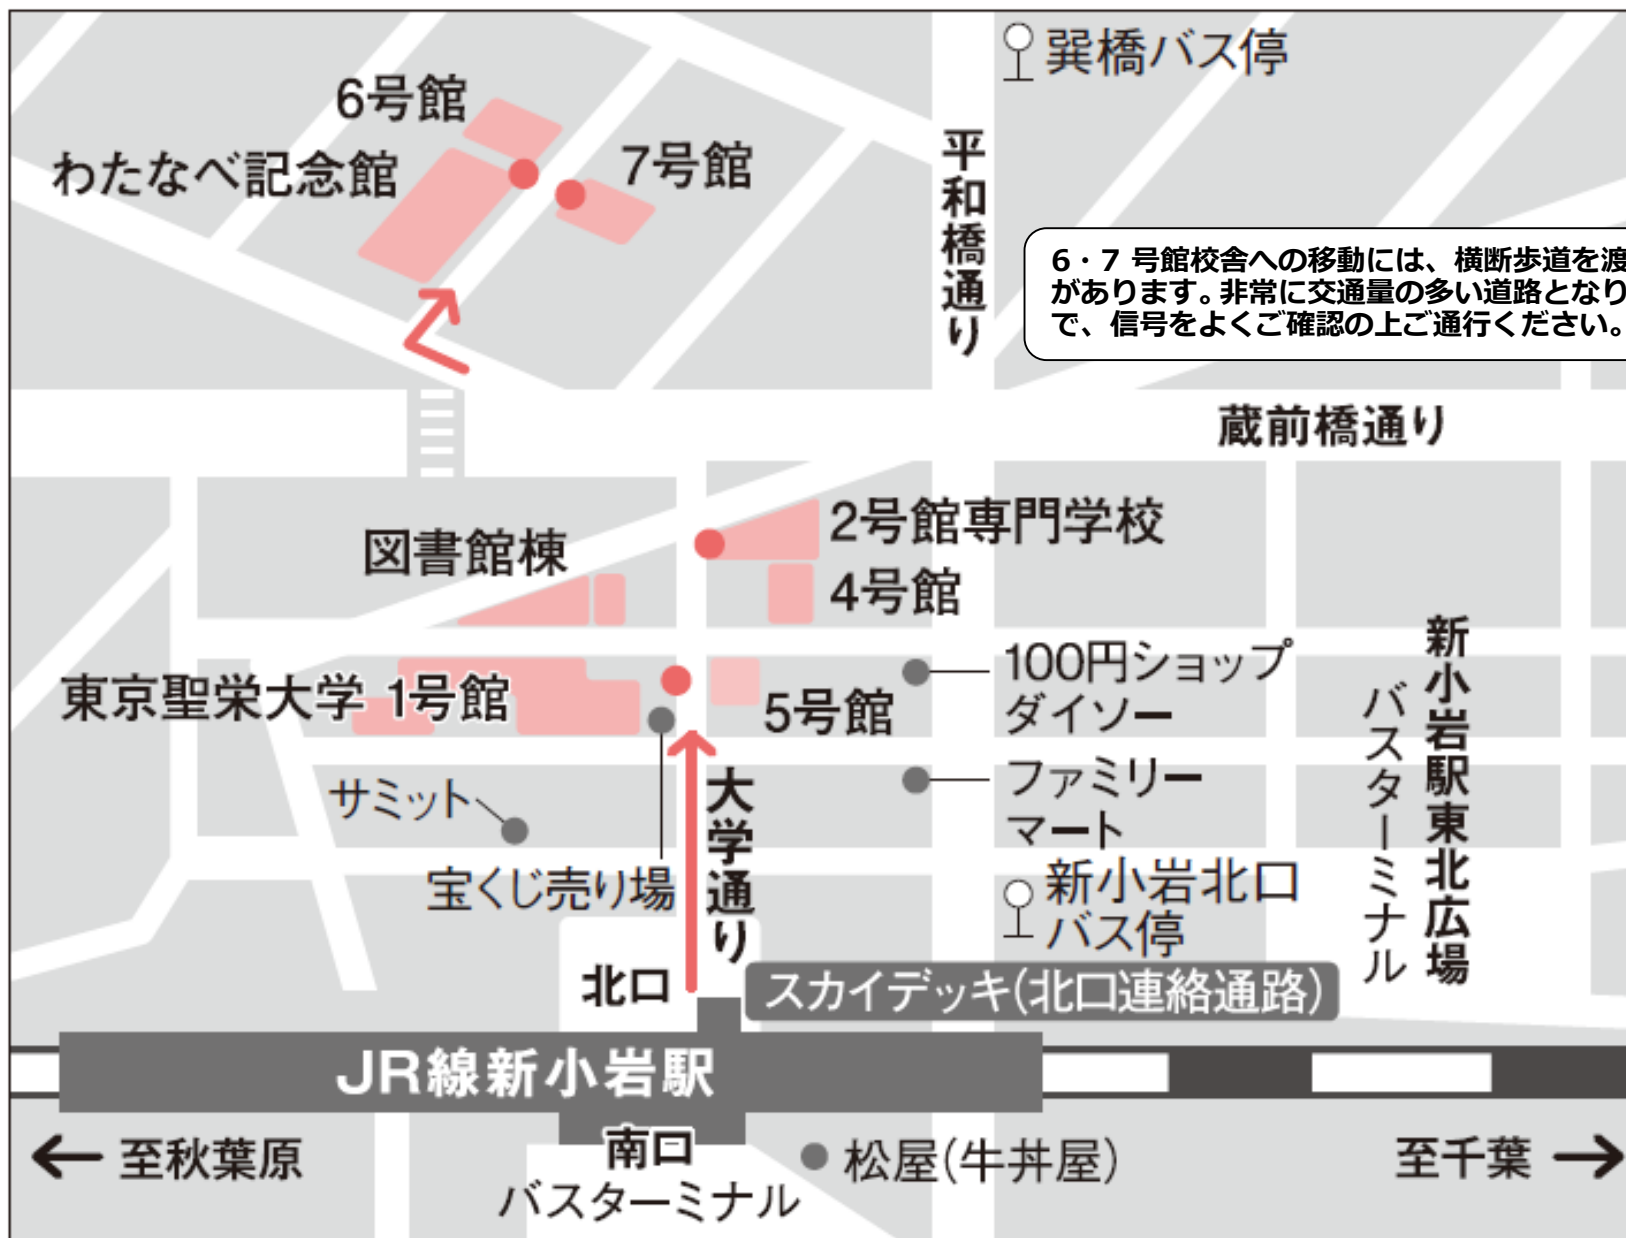 巽橋バス停
6号館
わたなべ記念館
7号館
平和橋通り
6・7 号館校舎への移動には、横断歩道を渡
があります。非常に交通量の多い道路となり
で、信号をよくご確認の上ご通行ください。
蔵前橋通り
2号館専門学校
図書館棟
4号館
東京聖栄大学 1号館
5号館
100円ショップ
ダイソー
ファミリー
マート
サミット
宝くじ売り場
大学通り
新小岩北口
バス停
新小岩駅東北広場
バスターミナル
北口
スカイデッキ(北口連絡通路)
JR線新小岩駅
←至秋葉原
南口
バスターミナル
松屋(牛丼屋)
至千葉→